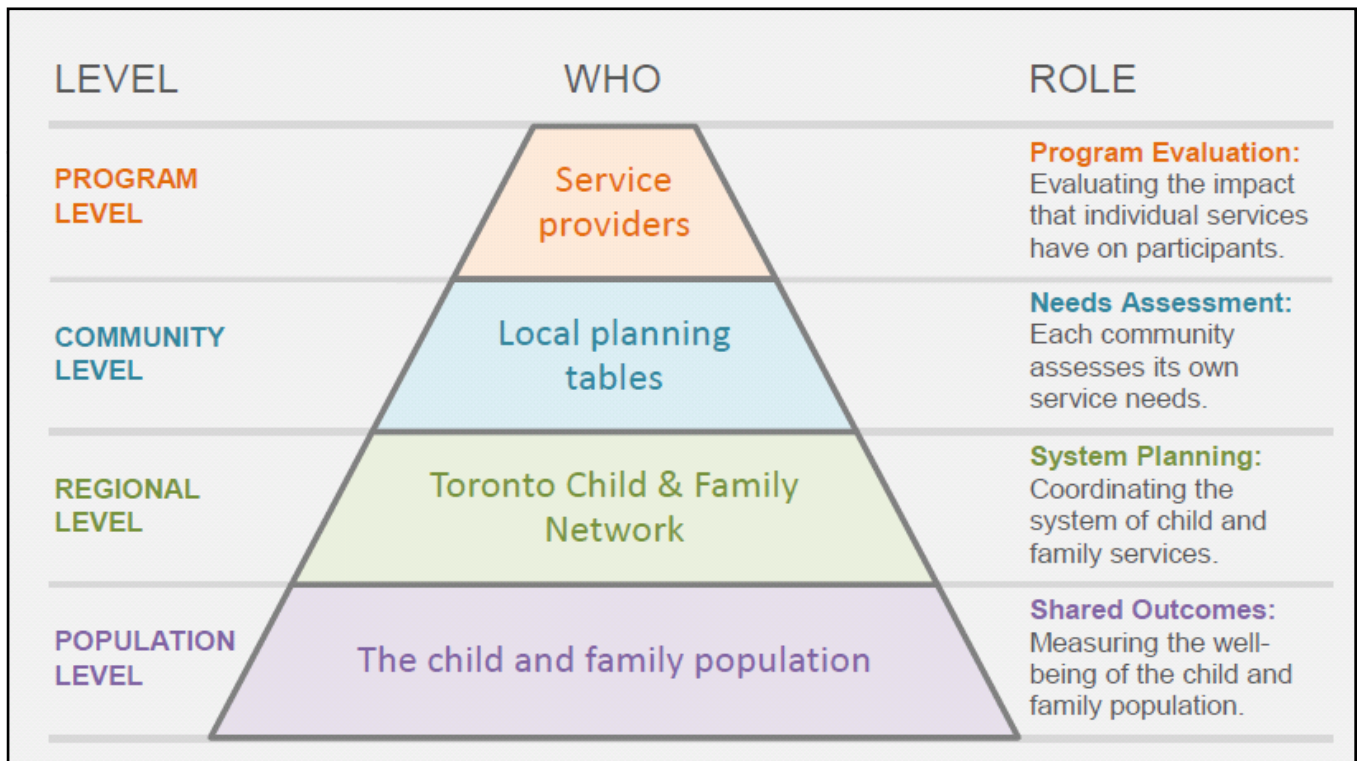 LEVEL WHO ROLE
PROGRAM
LEVEL
Service
providers
Program Evaluation:
Evaluating the impact
that individual services
have on participants.
COMMUNITY
LEVEL
Local planning
tables
Needs Assessment:
Each community
assesses its own
service needs.
REGIONAL
LEVEL
Toronto Child & Family
Network
System Planning:
Coordinating the
system of child and
family services.
POPULATION
LEVEL
The child and family population
Shared Outcomes:
Measuring the well-
being of the child and
family population.